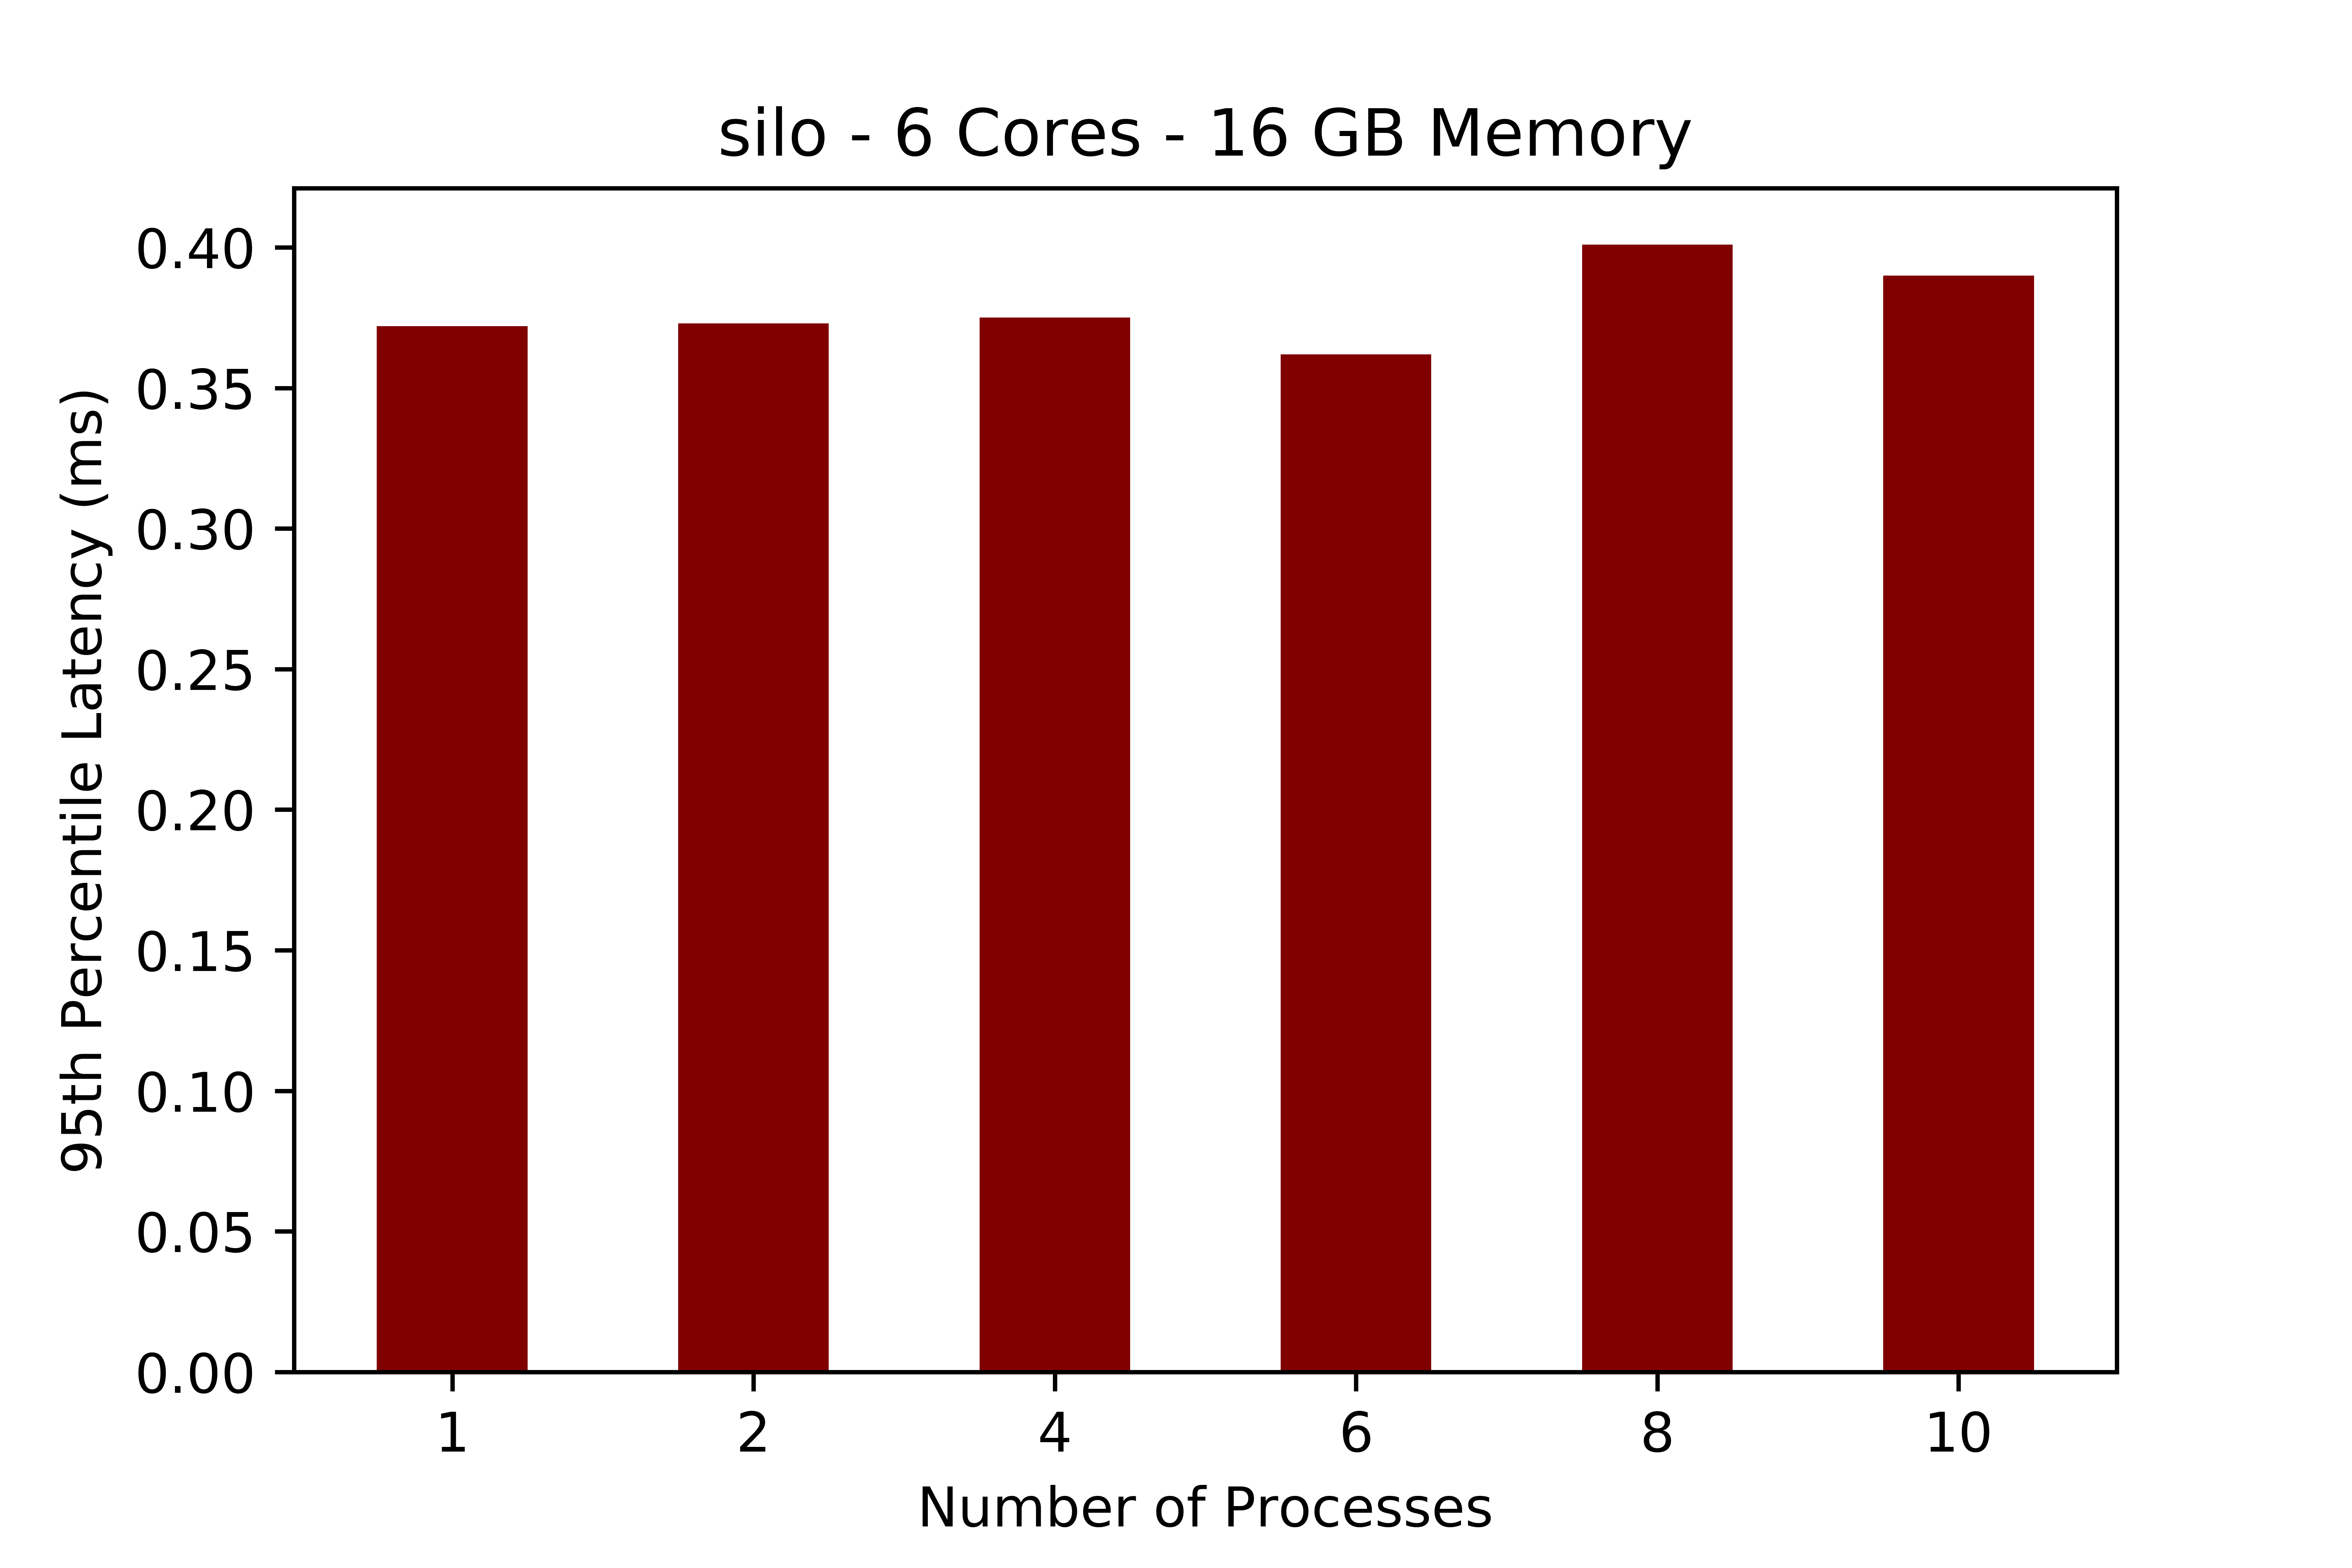 silo - 6 Cores - 16 GB Memory
95th Percentile Latency (ms)
0.40
0.35
0.30
0.25
0.20
0.15
0.10
0.05
0.00
1 2 4 6 8 10
Number of Processes